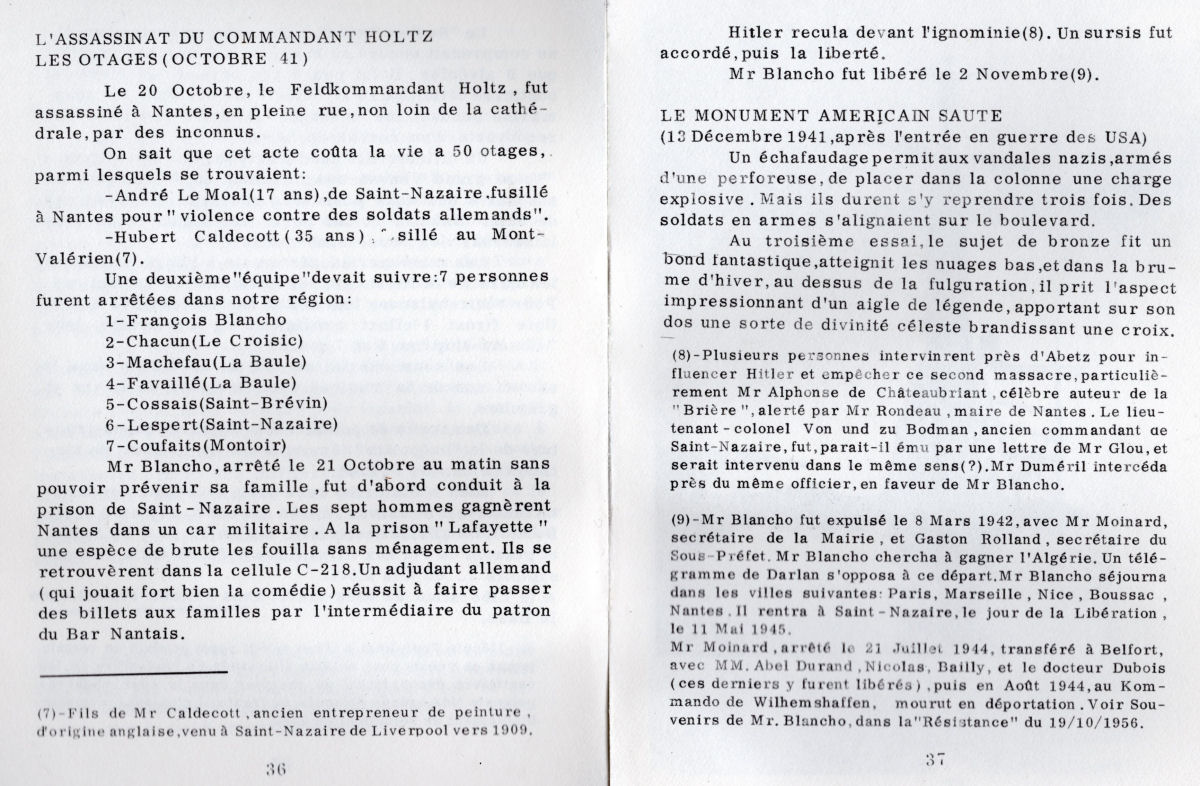 L'ASSASSINAT DU COMMANDANT HOLTZ
LES OTAGES(OCTOBRE 41)
Le 20 Octobre, le Feldkommandant Holtz , fut
assassiné à Nantes,en pleine rue,non loin de la cathé-
drale,par des inconnus.
On sait que cet acte coûta la vie a 50 otages,
parmi lesquels se trouvaient:
-André Le Moal(17 ans),de Saint-Nazaire.fusillé
à Nantes pour" violence contre des soldats allemands".
-Hubert Caldecott(35 ans) sillé au Mont-
Valérien(7).
Une deuxième"équipe"devait suivre:7 personnes
furent arrêtées dans notre région:
1-François Blancho
2-Chacun(Le Croisic)
3-Machefau(La Baule)
4-Favaillé(La Baule)
5-Cossais(Saint-Brévin)
6-Lespert(Saint-Nazaire)
7-Coufaits(Montoir)
Mr Blancho,arrêté le 21 Octobre au matin sans
pouvoir prévenir sa famille ,fut d'abord conduit à la
prison de Saint-Nazaire. Les sept hommes gagnèrent
Nantes dans un car militaire. A la prison" Lafayette"
une espèce de brute les fouilla sans ménagement. Ils se
retrouvèrent dans la cellule C-218.Un adjudant allemand
(qui jouait fort bien la comédie) réussit à faire passer
des billets aux familles par l'intermédiaire du patron
du Bar Nantais.
(7)-Fils de Mr Caldecott,ancien entrepreneur de peinture,
d'origine anglaise,venu à Saint-Nazaire de Liverpool vers 1909.
36
Hitler recula devant l'ignominie(8). Un sursis fut
accordé,puis la liberté.
Mr Blancho fut libéré le 2 Novembre(9).
LE MONUMENT AMERICAIN SAUTE
(13 Décembre 1941,après l'entrée en guerre des USA)
Un échafaudage permit aux vandales nazis,armés
d'une perforeuse,de placer dans la colonne une charge
explosive. Mais ils durent s'y reprendre trois fois. Des
soldats en armes s'alignaient sur le boulevard.
Au troisième essai,le sujet de bronze fit un
bond fantastique,atteignit les nuages bas,et dans la bru-
me d'hiver,au dessus de la fulguration,il prit l'aspect
impressionnant d'un aigle de légende,apportant sur son
dos une sorte de divinité céleste brandissant une croix.
(8)-Plusieurs personnes intervinrent près d'Abetz pour in-
fluencer Hitler et empêcher ce second massacre,particuliè-
rement Mr Alphonse de Châteaubriant,célèbre auteur de la
"Brière",alerté par Mr Rondeau, maire de Nantes. Le lieu-
tenant-colonel Von und zu Bodman, ancien commandant de
Saint-Nazaire,fut,parait-il ému par une lettre de Mr Glou,et
serait intervenu dans le même sens(?).Mr Duméril intercéda
près du même officier,en faveur de Mr Blancho.
(9)-Mr Blancho fut expulsé le 8 Mars 1942,avec Mr Moinard,
secrétaire de la Mairie, et Gaston Rolland, secrétaire du
Sous-Préfet. Mr Blancho chercha à gagner l'Algérie. Un télé-
gramme de Darlan s'opposa à ce départ.Mr Blancho séjourna
dans les villes suivantes: Paris, Marseille , Nice , Boussac ,
Nantes. Il rentra à Saint-Nazaire,le jour de la Libération,
le 11 Mai 1945.
Mr Moinard,arrêté le 21 Juillet 1944, transféré à Belfort,
avec MM. Abel Durand,Nicolas, Bailly, et le docteur Dubois
(ces derniers y furent libérés),puis en Août 1944,au Kom-
mando de Wilhemshaffen, mourut en déportation. Voir Sou-
venirs de Mr. Blancho,dans la"Résistance" du 19/10/1956.
37